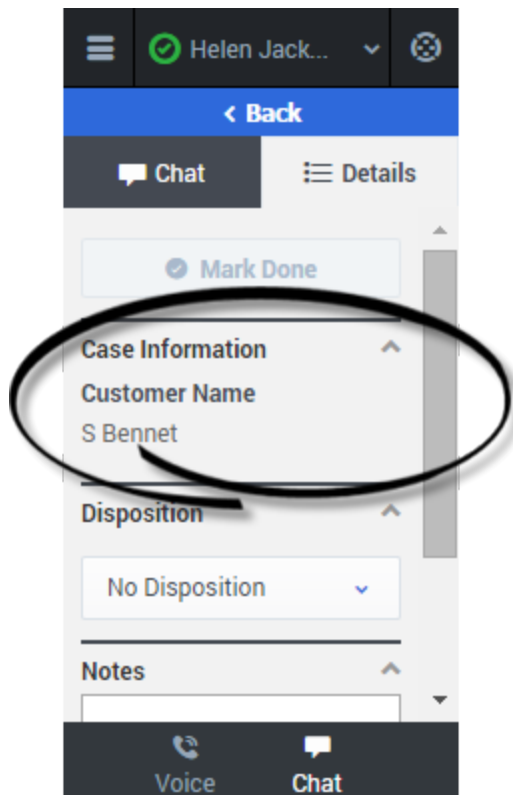 Helen Jack...
Back
Chat
Details
Mark Done
Case Information
Customer Name
S Bennet
Disposition
No Disposition
Notes
Voice
Chat